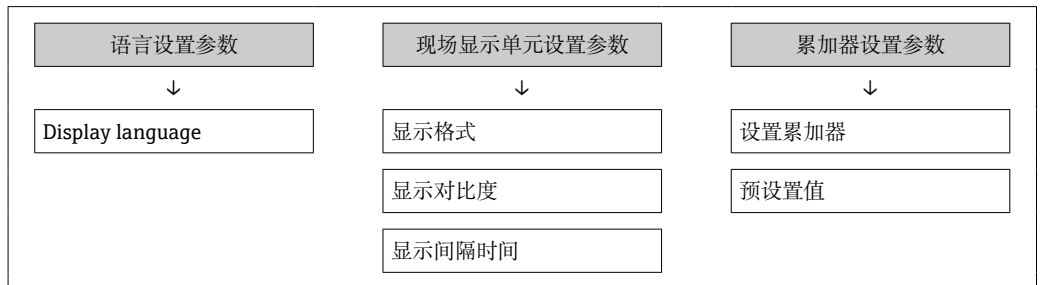 语言设置参数
现场显示单元设置参数
累加器设置参数
↓
↓
↓
Display language
显示格式
设置累加器
显示对比度
预设置值
显示间隔时间